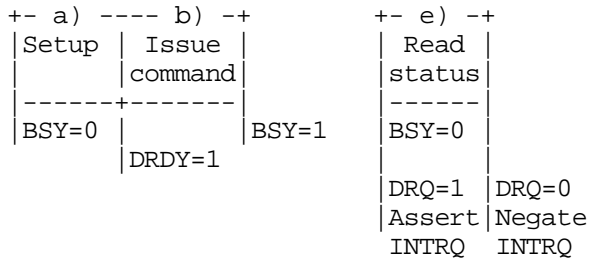 +- a) ---- b) -+          +- e) -+
|Setup | Issue |          | Read |
|      |command|          |status|
|------+-------|          |------|
|BSY=0 |       |BSY=1     |BSY=0 |
       |DRDY=1            |      |
                          |DRQ=1 |DRQ=0
                          |Assert|Negate
                           INTRQ  INTRQ